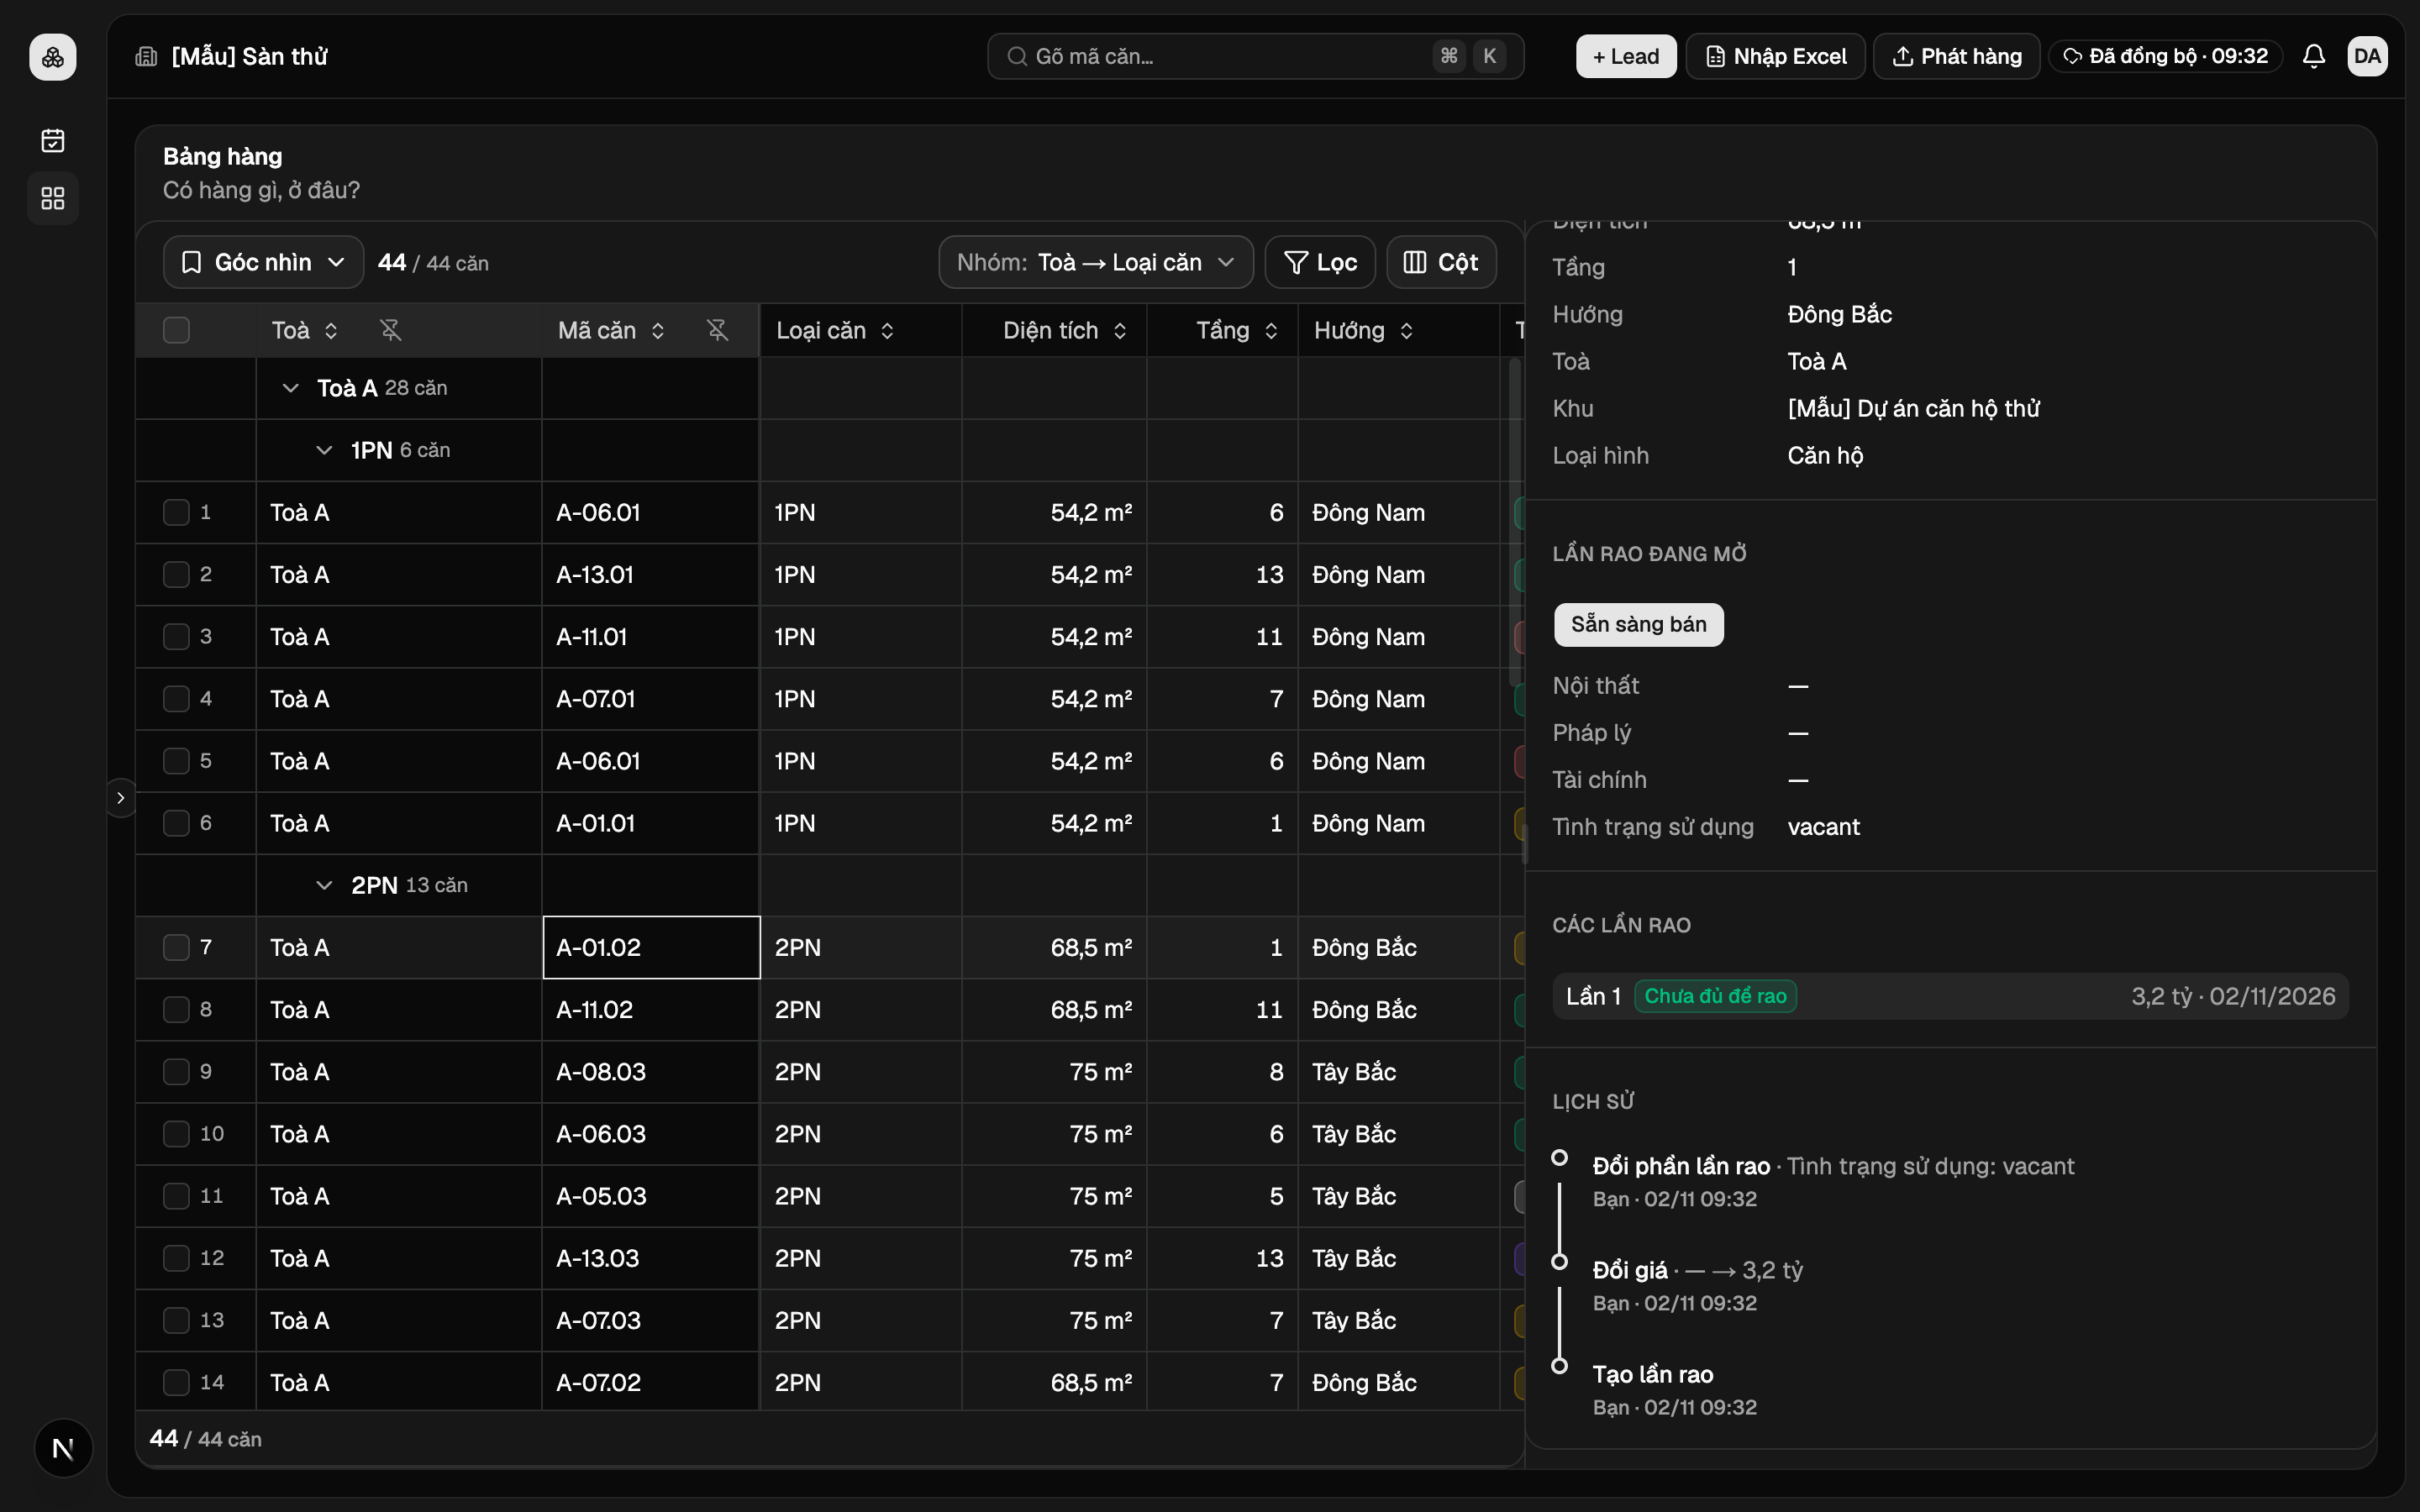 [Mẫu] Sàn thử
Gõ mã căn... ⌘ K
+ Lead
Nhập Excel
Phát hàng
Đã đồng bộ · 09:32
DA
Bảng hàng
Có hàng gì, ở đâu?
Góc nhìn
44 / 44 căn
Nhóm: Toà → Loại căn
Lọc
Cột
Toà Mã căn Loại căn Diện tích Tầng Hướng
Toà A 28 căn
1PN 6 căn
1 Toà A A-06.01 1PN 54,2 m² 6 Đông Nam
2 Toà A A-13.01 1PN 54,2 m² 13 Đông Nam
3 Toà A A-11.01 1PN 54,2 m² 11 Đông Nam
4 Toà A A-07.01 1PN 54,2 m² 7 Đông Nam
5 Toà A A-06.01 1PN 54,2 m² 6 Đông Nam
6 Toà A A-01.01 1PN 54,2 m² 1 Đông Nam
2PN 13 căn
7 Toà A A-01.02 2PN 68,5 m² 1 Đông Bắc
8 Toà A A-11.02 2PN 68,5 m² 11 Đông Bắc
9 Toà A A-08.03 2PN 75 m² 8 Tây Bắc
10 Toà A A-06.03 2PN 75 m² 6 Tây Bắc
11 Toà A A-05.03 2PN 75 m² 5 Tây Bắc
12 Toà A A-13.03 2PN 75 m² 13 Tây Bắc
13 Toà A A-07.03 2PN 75 m² 7 Tây Bắc
14 Toà A A-07.02 2PN 68,5 m² 7 Đông Bắc
44 / 44 căn
Tầng 1
Hướng Đông Bắc
Toà Toà A
Khu [Mẫu] Dự án căn hộ thử
Loại hình Căn hộ
LẦN RAO ĐANG MỞ
Sẵn sàng bán
Nội thất —
Pháp lý —
Tài chính —
Tình trạng sử dụng vacant
CÁC LẦN RAO
Lần 1 Chưa đủ để rao 3,2 tỷ · 02/11/2026
LỊCH SỬ
Đổi phần lần rao · Tình trạng sử dụng: vacant
Bạn · 02/11 09:32
Đổi giá · — → 3,2 tỷ
Bạn · 02/11 09:32
Tạo lần rao
Bạn · 02/11 09:32
N